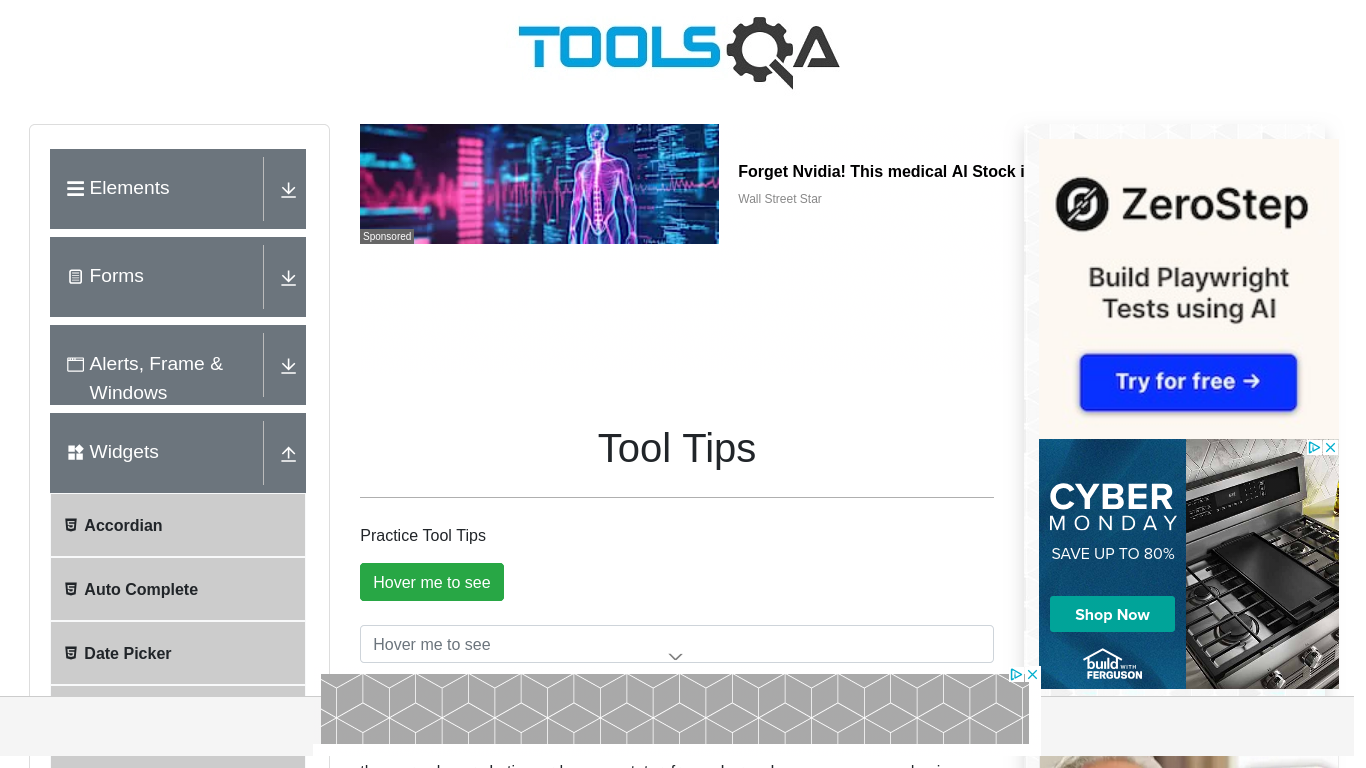 TOOLSQA
Elements
Forms
Alerts, Frame &
Windows
Widgets
Accordian
Auto Complete
Date Picker
Sponsored
Forget Nvidia! This medical AI Stock i
Wall Street Star
Tool Tips
Practice Tool Tips
Hover me to see
Hover me to see
ZeroStep
Build Playwright
Tests using AI
Try for free →
CYBER
MONDAY
SAVE UP TO 80%
Shop Now
build WITH
FERGUSON